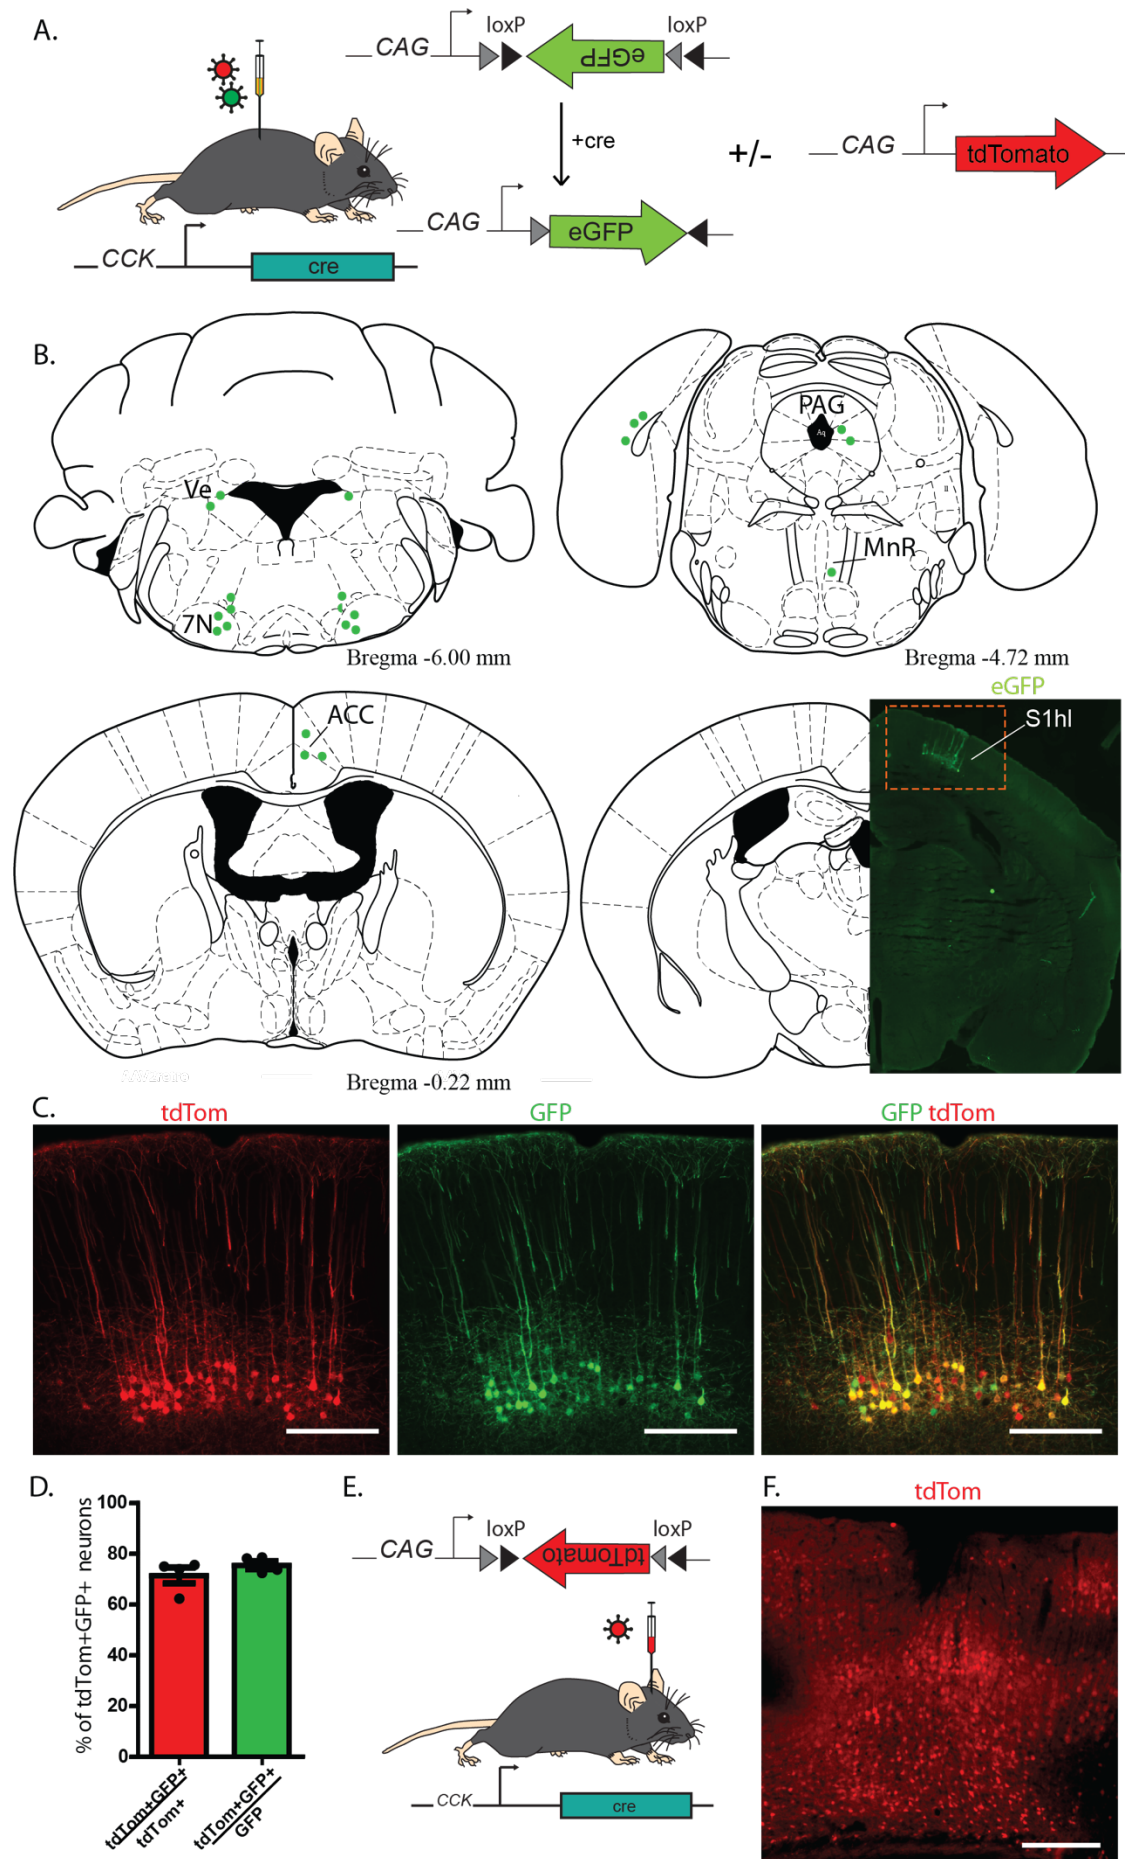 A.
loxP
loxP
CAG
eGFP
+cre
+/-
CAG
tdTomato
CAG
eGFP
CCK
cre
B.
Ve
7N
Bregma -6.00 mm
PAG
Aq
MnR
Bregma -4.72 mm
ACC
Bregma -0.22 mm
eGFP
S1hl
C.
tdTom
GFP
GFP tdTom
D.
% of tdTom+GFP+ neurons
100
80
60
40
20
0
tdTom+GFP+
tdTom+
tdTom+GFP+
GFP
E.
loxP
loxP
CAG
tdTomato
CCK
cre
F.
tdTom